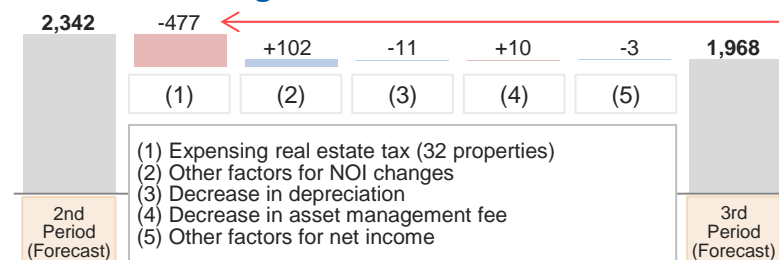 2,342
-477
+102
-11
+10
-3
1,968
(1)
(2)
(3)
(4)
(5)
(1) Expensing real estate tax (32 properties)
(2) Other factors for NOI changes
(3) Decrease in depreciation
(4) Decrease in asset management fee
(5) Other factors for net income
2nd
Period
(Forecast)
3rd
Period
(Forecast)